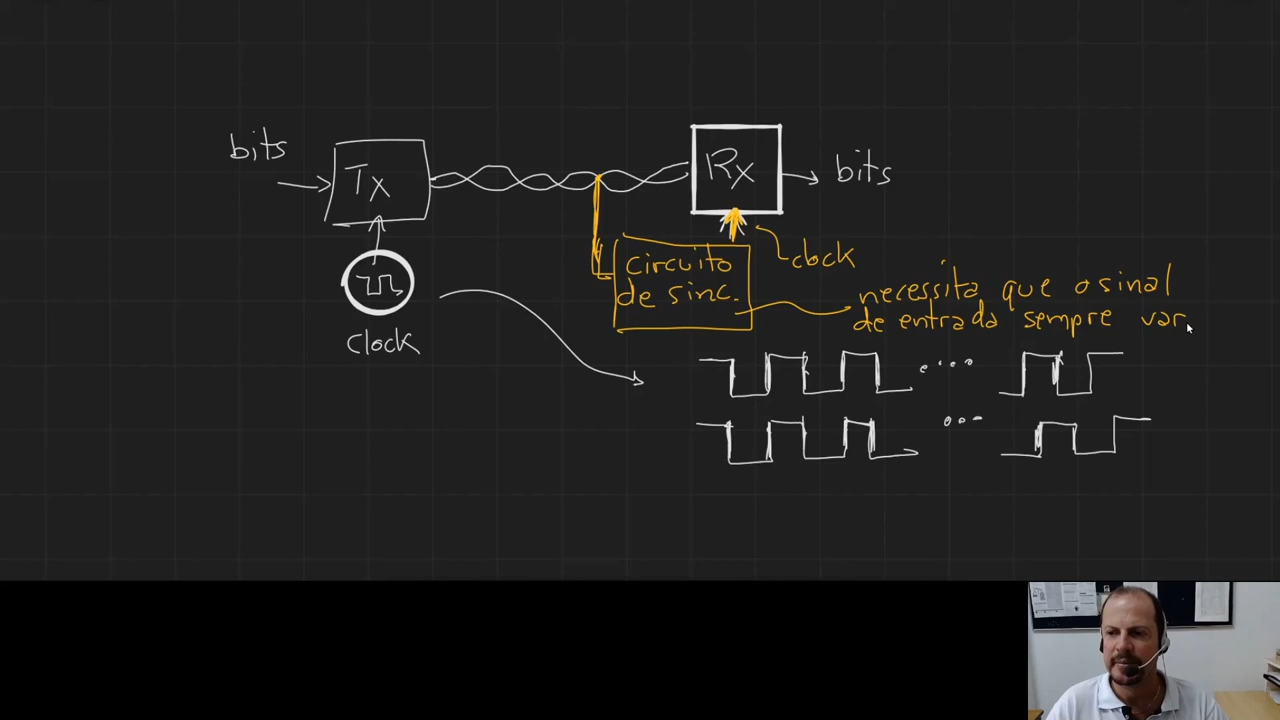 bits
Tx
Rx
bits
clock
circuito
de sinc.
clock
necessita que o sinal
de entrada sempre var